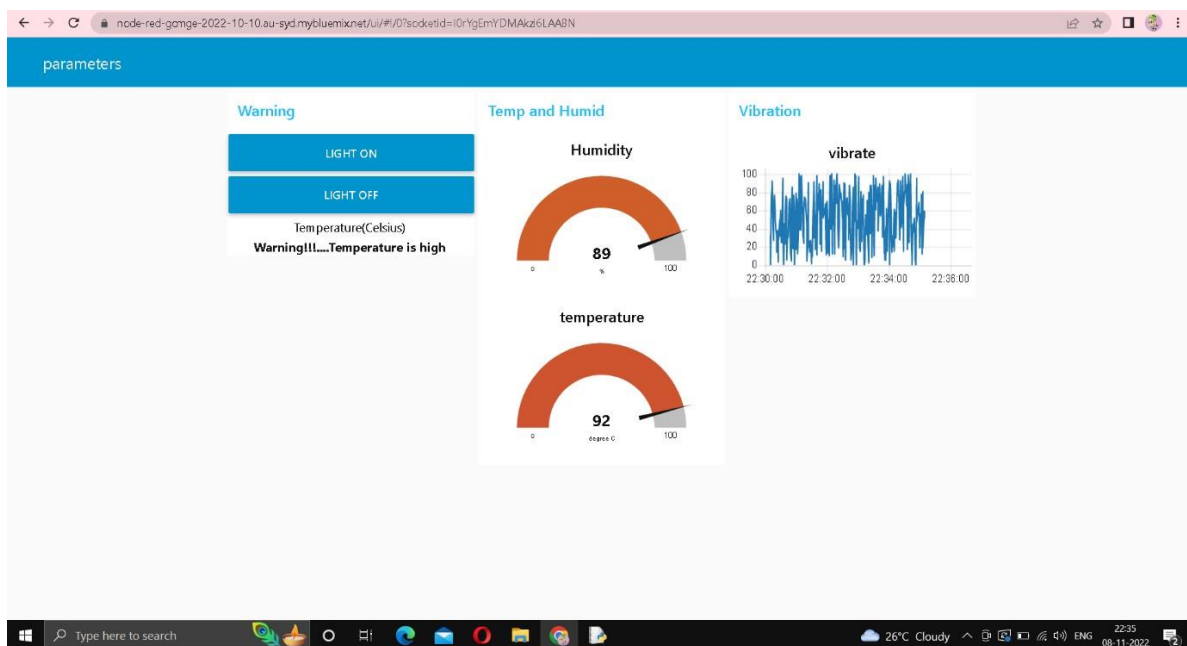 node-red-gcmge-2022-10-10.au-syd.mybluemix.net/ui/#!/0?socketid=
parameters
Warning
LIGHT ON
LIGHT OFF
Temperature(Celsius)
Warning!!!....Temperature is high
Temp and Humid
Humidity
89
%
0
100
temperature
92
degree C
0
100
Vibration
vibrate
100
80
60
40
20
0
22:30:00 22:32:00 22:34:00 22:36:00
Type here to search
26°C Cloudy
ENG
22:35
08-11-2022
2